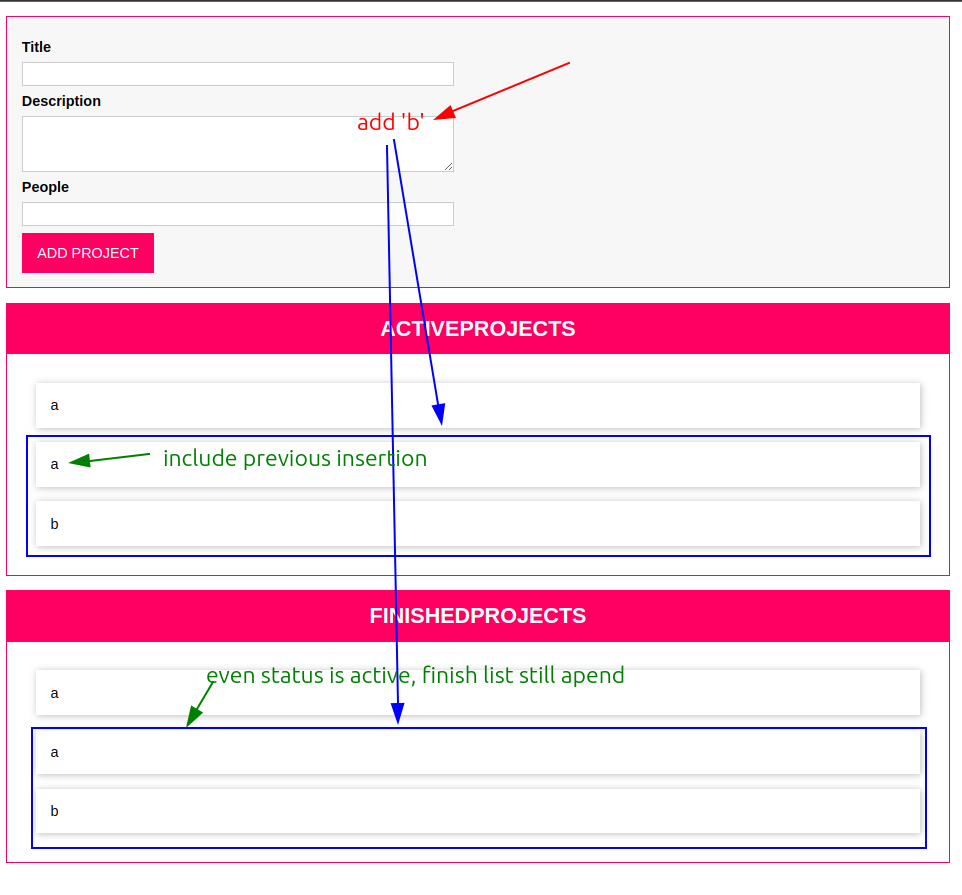 Title
Description
add 'b'
People
ADD PROJECT
ACTIVEPROJECTS
a
a
include previous insertion
b
FINISHEDPROJECTS
even status is active, finish list still apend
a
a
b